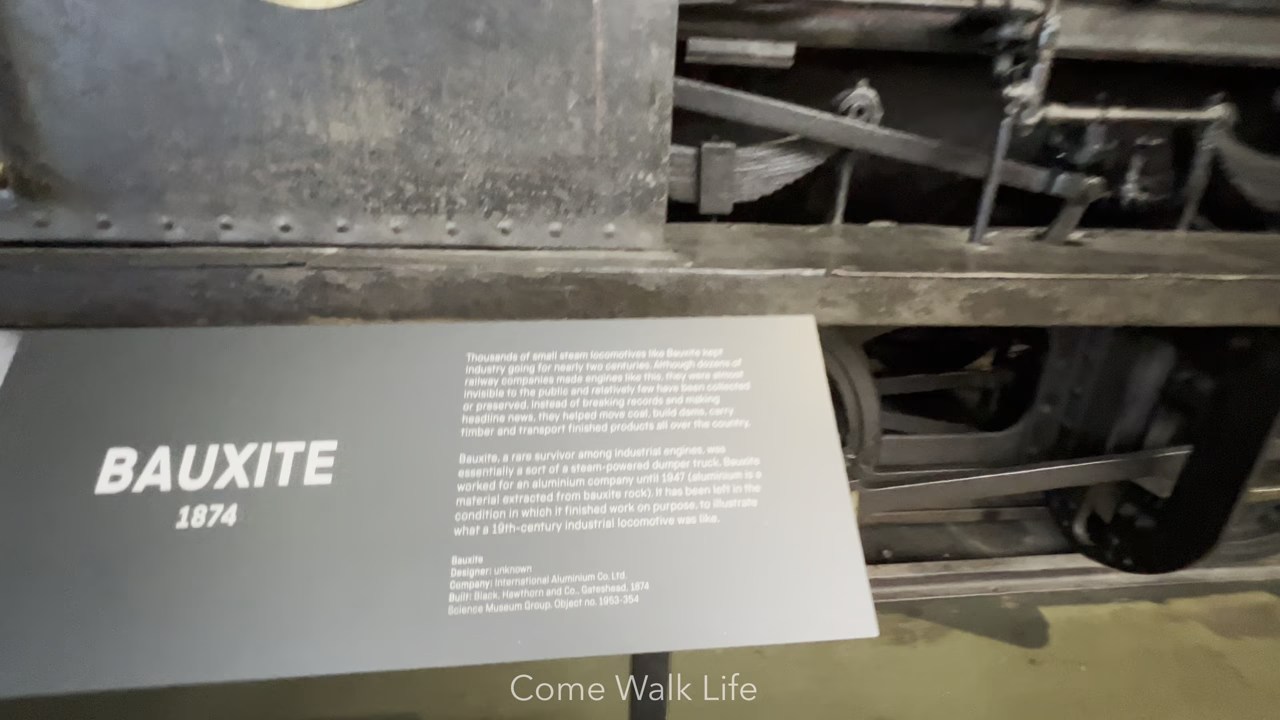 BAUXITE
1874
Thousands of small steam locomotives like Bauxite kept
industry going for nearly two centuries. Although dozens of
railway companies made engines like this, they were almost
invisible to the public and relatively few have been collected
or preserved. Instead of breaking records and making
headline news, they helped move coal, build dams, carry
timber and transport finished products all over the country.
Bauxite, a rare survivor among industrial engines, was
essentially a sort of a steam-powered dumper truck. Bauxite
worked for an aluminium company until 1947 (aluminium is a
material extracted from bauxite rock). It has been left in the
condition in which it finished work on purpose, to illustrate
what a 19th-century industrial locomotive was like.
Bauxite
Designer: unknown
Company: International Aluminium Co. Ltd.
Built: Black, Hawthorn and Co., Gateshead, 1874
Science Museum Group. Object no. 1953-354
Come Walk Life